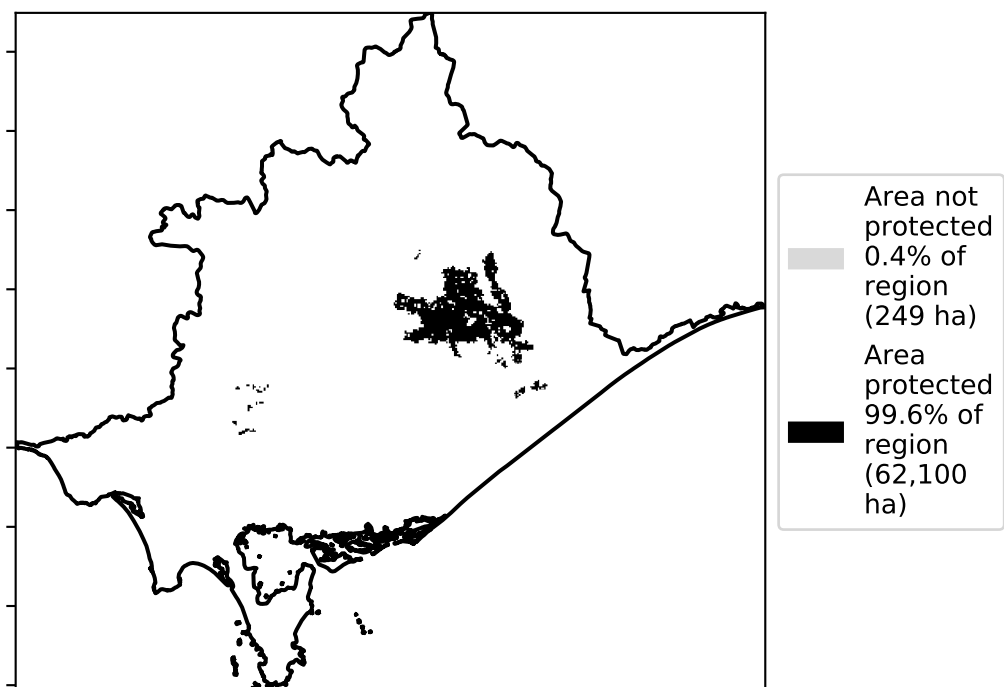 Area not
protected
0.4% of
region
(249 ha)
Area
protected
99.6% of
region
(62,100
ha)